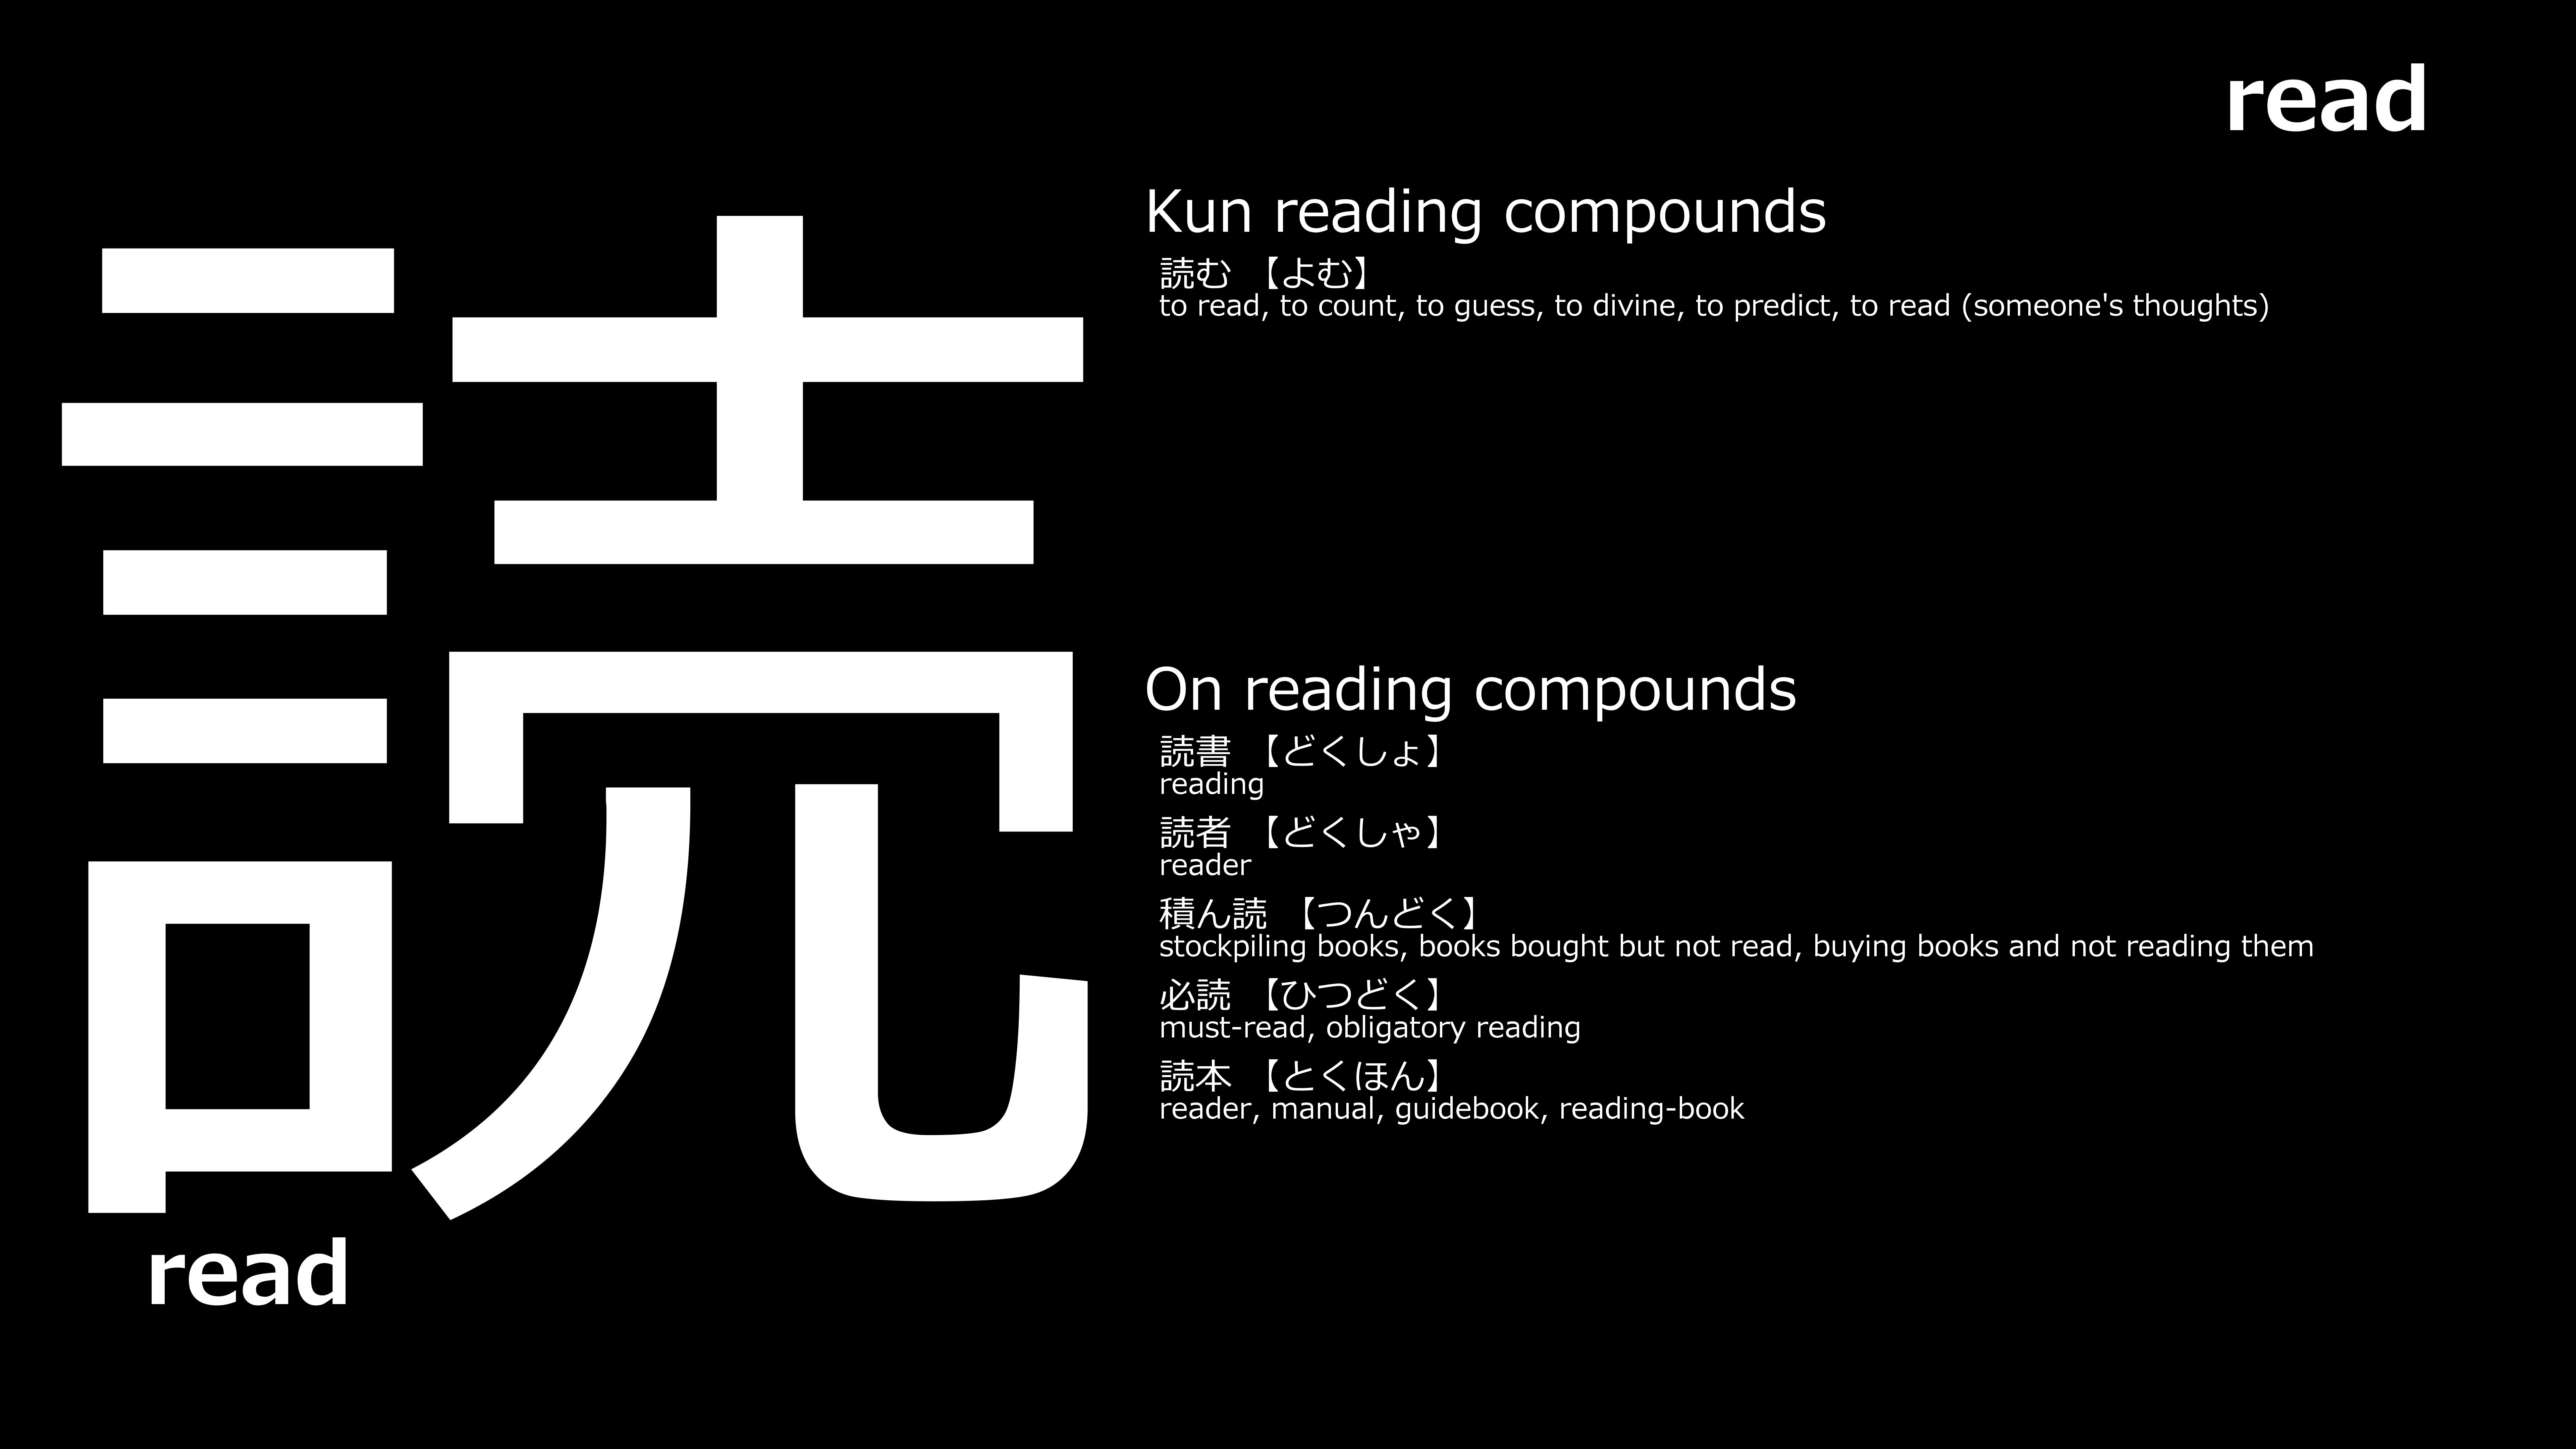 read
読
read
Kun reading compounds
読む 【よむ】
to read, to count, to guess, to divine, to predict, to read (someone's thoughts)
On reading compounds
読書 【どくしょ】
reading
読者 【どくしゃ】
reader
積ん読 【つんどく】
stockpiling books, books bought but not read, buying books and not reading them
必読 【ひつどく】
must-read, obligatory reading
読本 【とくほん】
reader, manual, guidebook, reading-book